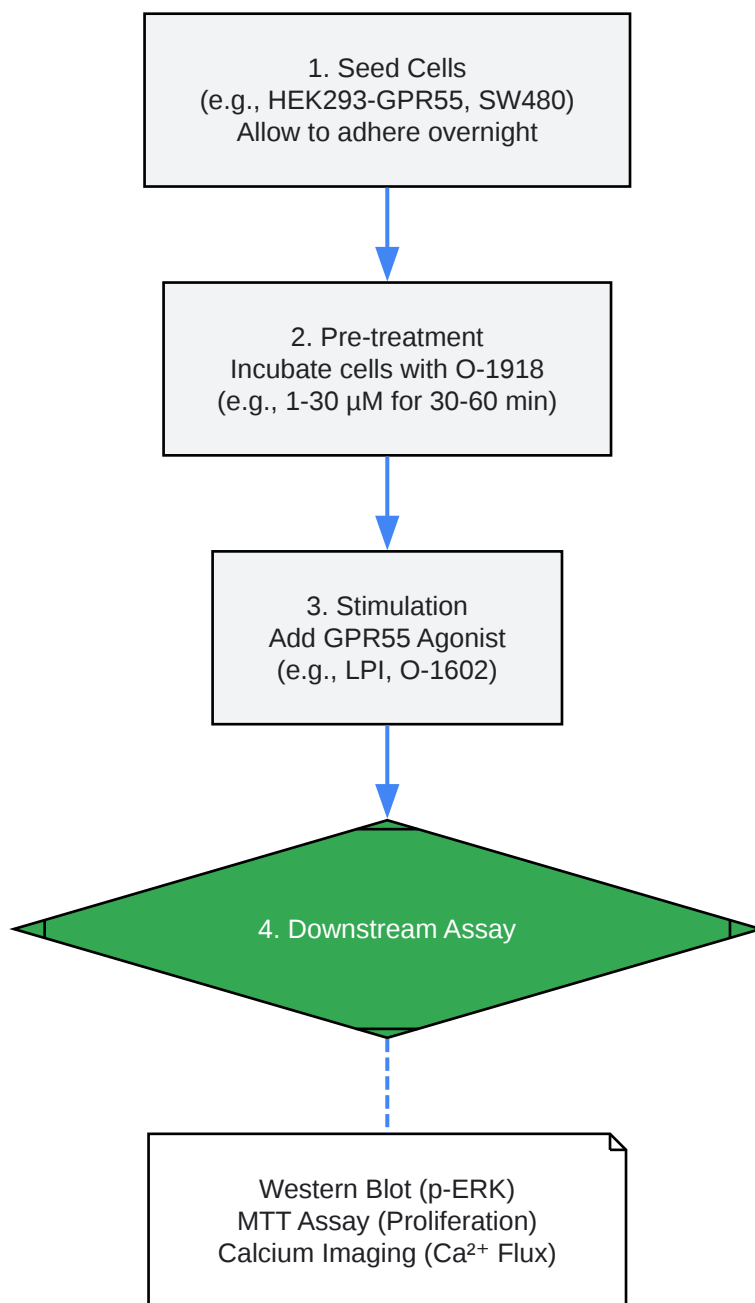 1. Seed Cells
(e.g., HEK293-GPR55, SW480)
Allow to adhere overnight
2. Pre-treatment
Incubate cells with O-1918
(e.g., 1-30 µM for 30-60 min)
3. Stimulation
Add GPR55 Agonist
(e.g., LPI, O-1602)
4. Downstream Assay
Western Blot (p-ERK)
MTT Assay (Proliferation)
Calcium Imaging (Ca²⁺ Flux)